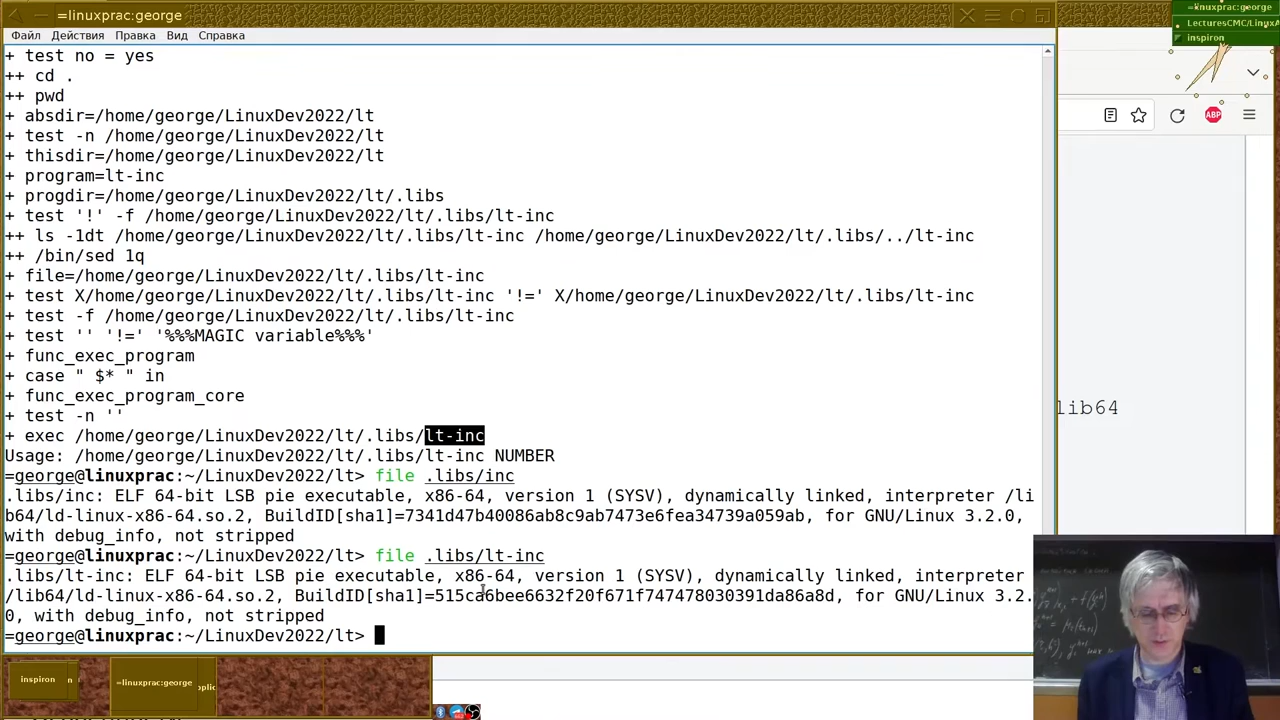 =linuxprac:george
=linuxprac:george
LecturesCMC/LinuxA
inspiron
Файл Действия Правка Вид Справка
+ test no = yes
++ cd .
++ pwd
+ absdir=/home/george/LinuxDev2022/lt
+ test -n /home/george/LinuxDev2022/lt
+ thisdir=/home/george/LinuxDev2022/lt
+ program=lt-inc
+ progdir=/home/george/LinuxDev2022/lt/.libs
+ test '!' -f /home/george/LinuxDev2022/lt/.libs/lt-inc
++ ls -1dt /home/george/LinuxDev2022/lt/.libs/lt-inc /home/george/LinuxDev2022/lt/.libs/../lt-inc
++ /bin/sed 1q
+ file=/home/george/LinuxDev2022/lt/.libs/lt-inc
+ test X/home/george/LinuxDev2022/lt/.libs/lt-inc '!=' X/home/george/LinuxDev2022/lt/.libs/lt-inc
+ test -f /home/george/LinuxDev2022/lt/.libs/lt-inc
+ test '' '!=' '%%%MAGIC variable%%%'
+ func_exec_program
+ case " $* " in
+ func_exec_program_core
+ test -n ''
+ exec /home/george/LinuxDev2022/lt/.libs/lt-inc
Usage: /home/george/LinuxDev2022/lt/.libs/lt-inc NUMBER
=george@linuxprac:~/LinuxDev2022/lt> file .libs/inc
.libs/inc: ELF 64-bit LSB pie executable, x86-64, version 1 (SYSV), dynamically linked, interpreter /li
b64/ld-linux-x86-64.so.2, BuildID[sha1]=7341d47b40086ab8c9ab7473e6fea34739a059ab, for GNU/Linux 3.2.0,
with debug_info, not stripped
=george@linuxprac:~/LinuxDev2022/lt> file .libs/lt-inc
.libs/lt-inc: ELF 64-bit LSB pie executable, x86-64, version 1 (SYSV), dynamically linked, interpreter
/lib64/ld-linux-x86-64.so.2, BuildID[sha1]=515ca6bee6632f20f671f747478030391da86a8d, for GNU/Linux 3.2.
0, with debug_info, not stripped
=george@linuxprac:~/LinuxDev2022/lt>
ABP
lib64
inspiron
=linuxprac:george